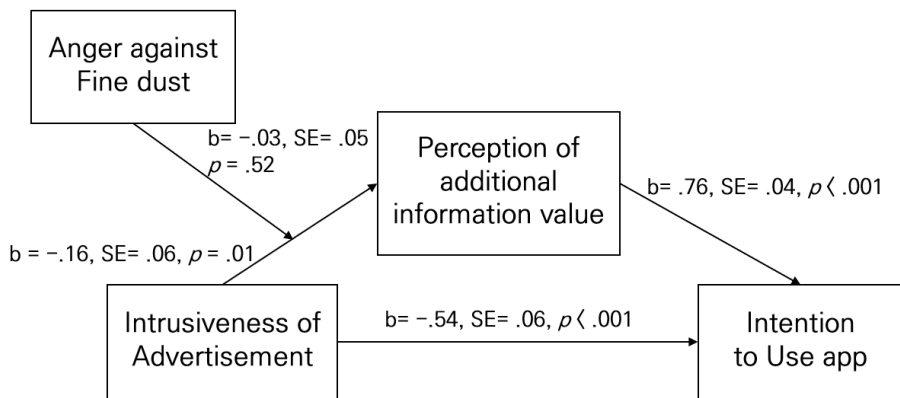 Anger against
Fine dust
b= −.03, SE= .05
p = .52
Perception of
additional
information value
b= .76, SE= .04, p〈 .001
b = −.16, SE= .06, p = .01
Intrusiveness of
Advertisement
b= −.54, SE= .06, p〈 .001
Intention
to Use app